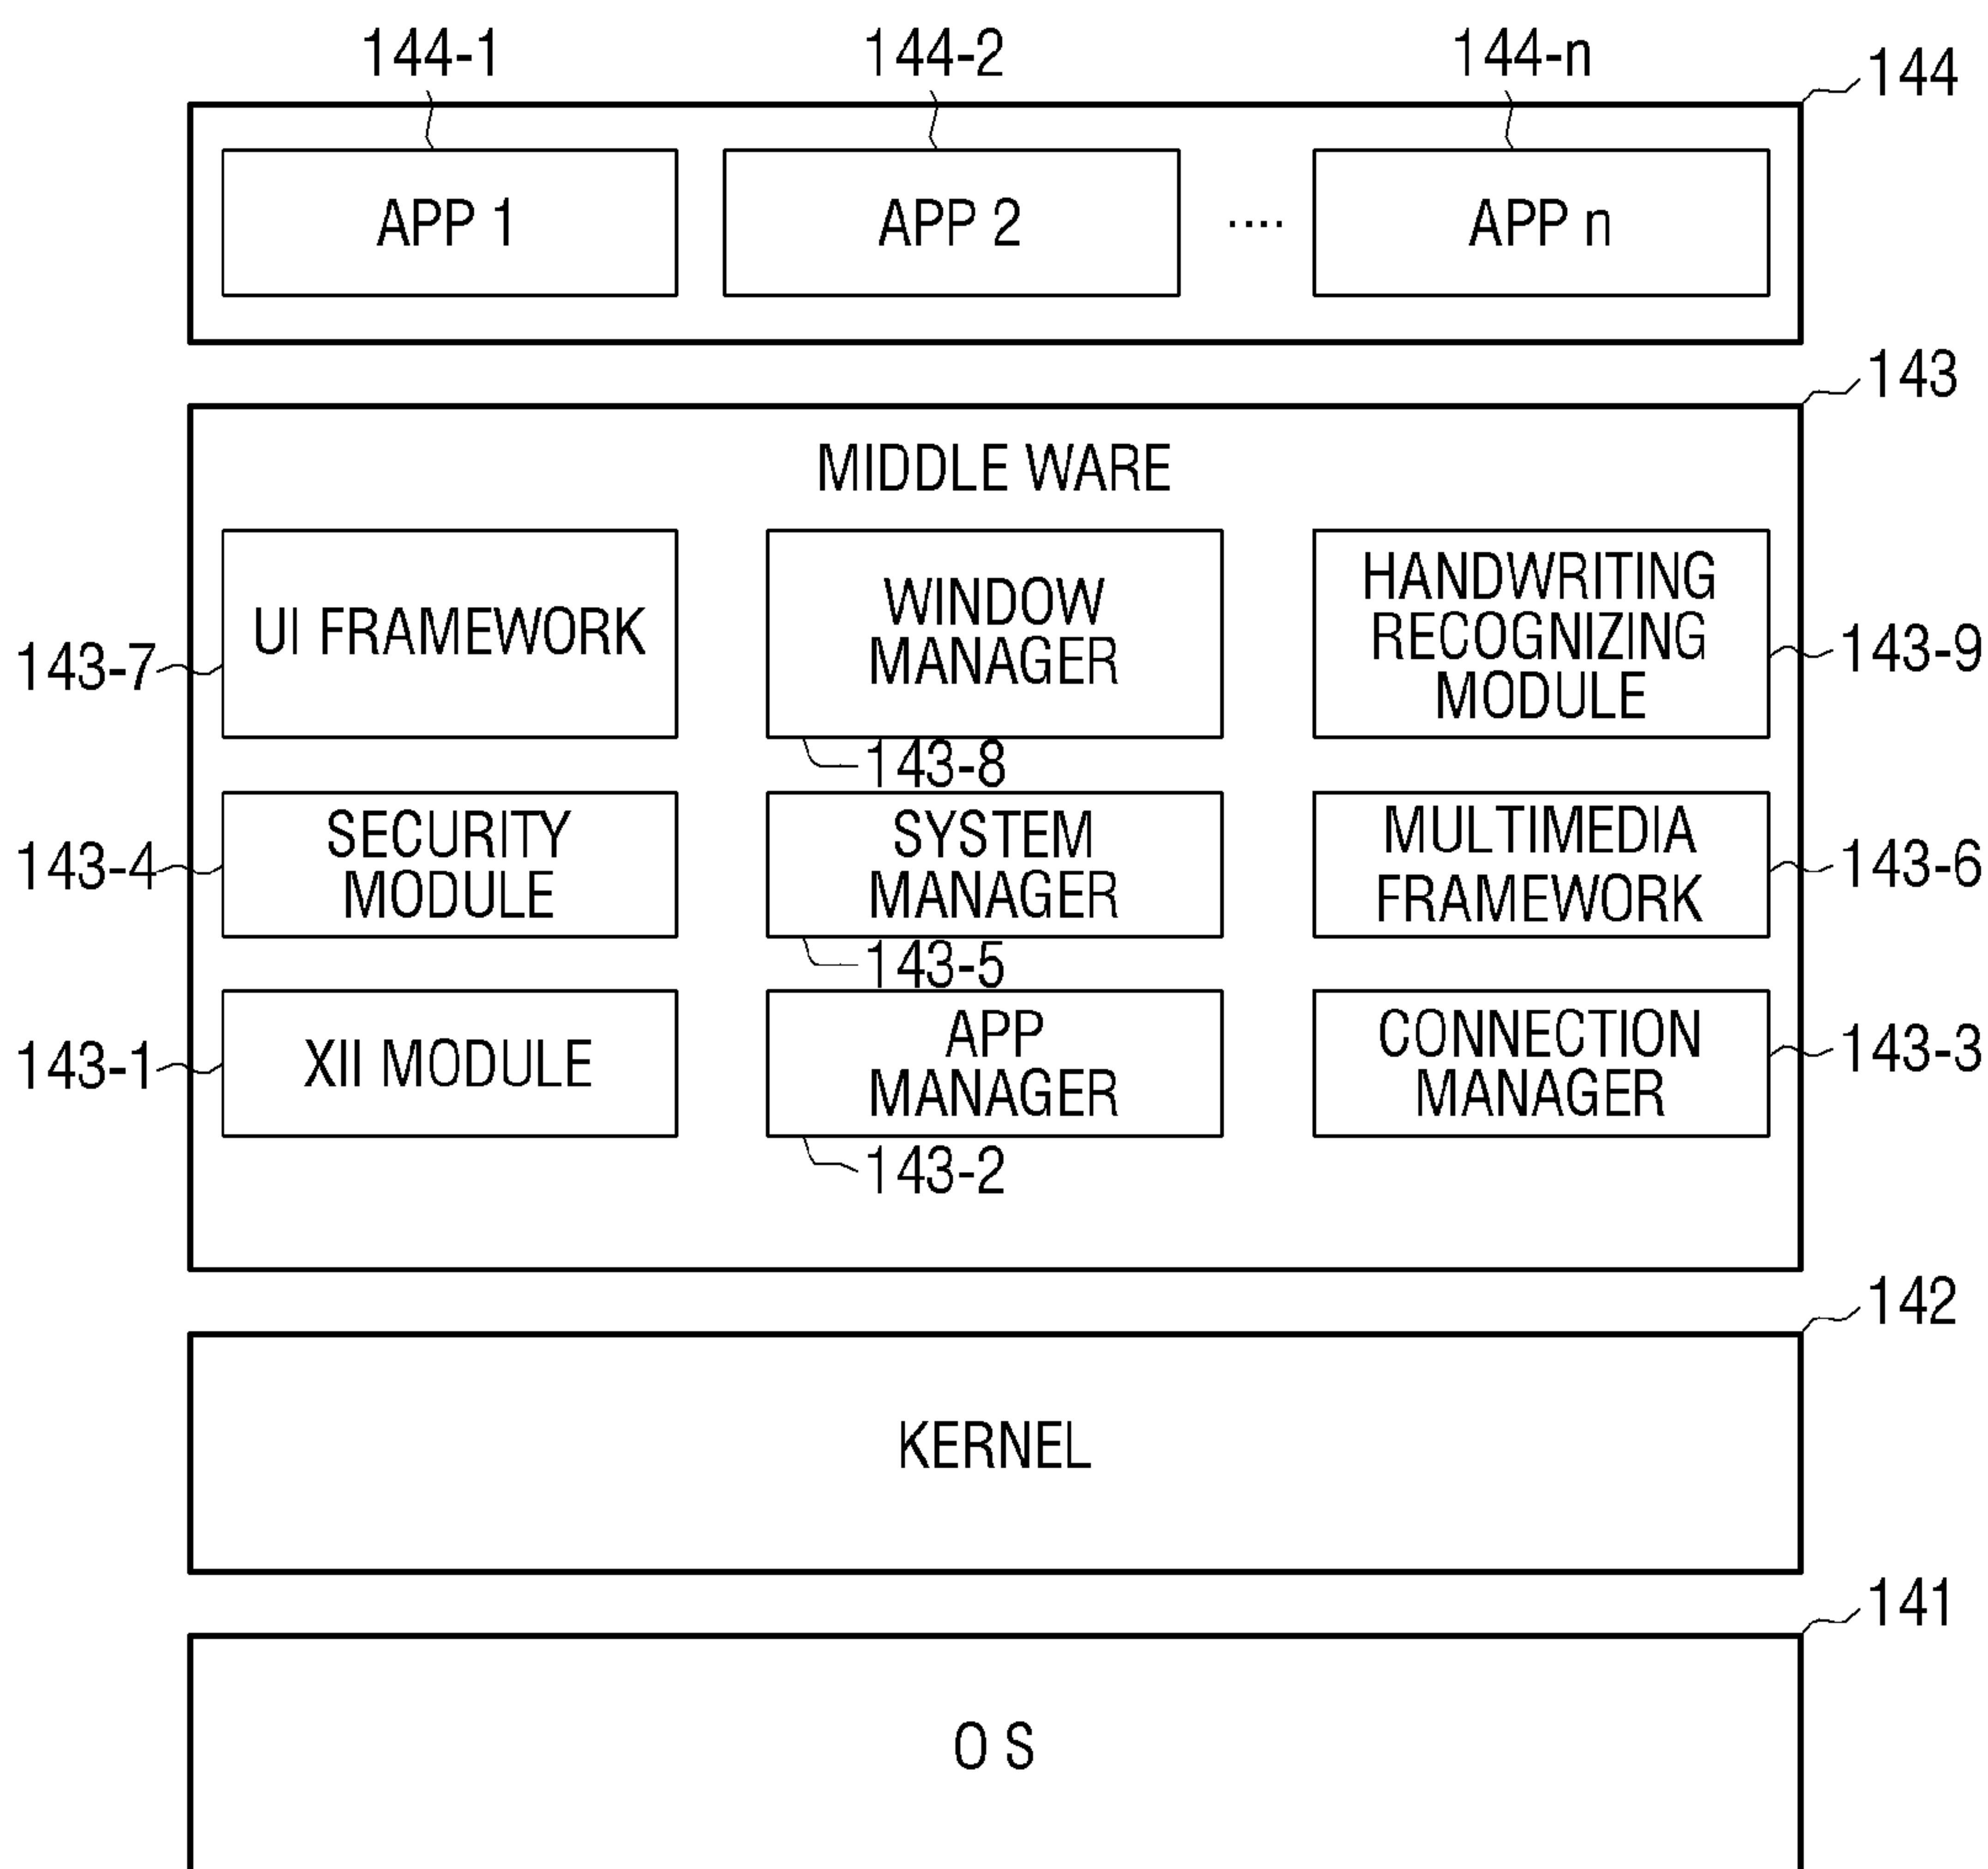 144-1 144-2 144-n
144
APP 1 APP 2 .... APP n
143
MIDDLE WARE
UI FRAMEWORK
WINDOW
MANAGER
HANDWRITING
RECOGNIZING
MODULE
143-7
143-9
143-8
SECURITY
MODULE
SYSTEM
MANAGER
MULTIMEDIA
FRAMEWORK
143-4
143-6
143-5
XII MODULE
APP
MANAGER
CONNECTION
MANAGER
143-1
143-3
143-2
142
KERNEL
141
O S